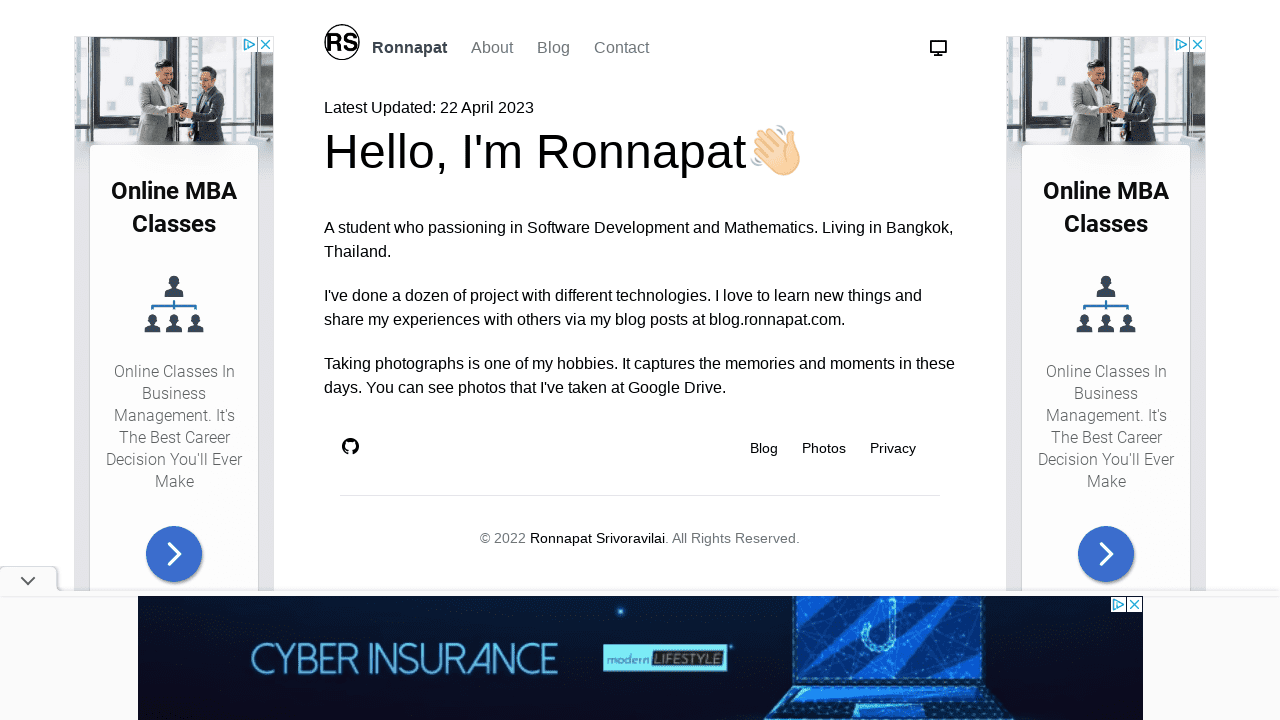 RS Ronnapat About Blog Contact
Latest Updated: 22 April 2023
Hello, I'm Ronnapat👋🏻
A student who passioning in Software Development and Mathematics. Living in Bangkok,
Thailand.
I've done a dozen of project with different technologies. I love to learn new things and
share my experiences with others via my blog posts at blog.ronnapat.com.
Taking photographs is one of my hobbies. It captures the memories and moments in these
days. You can see photos that I've taken at Google Drive.
Blog Photos Privacy
© 2022 Ronnapat Srivoravilai. All Rights Reserved.
Online MBA
Classes
Online Classes In
Business
Management. It's
The Best Career
Decision You'll Ever
Make
Online MBA
Classes
Online Classes In
Business
Management. It's
The Best Career
Decision You'll Ever
Make
CYBER INSURANCE modern LIFESTYLE